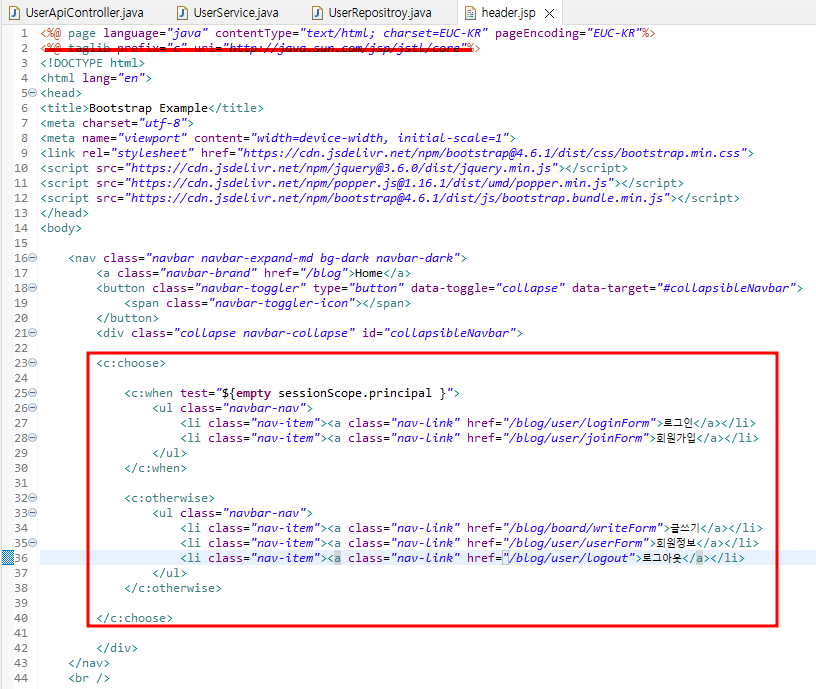 UserApiController.java UserService.java UserRepositroy.java header.jsp
1 <%@ page language="java" contentType="text/html; charset=EUC-KR" pageEncoding="EUC-KR"%>
2 <%@ taglib prefix="c" uri="http://java.sun.com/jsp/jstl/core"%>
3 <!DOCTYPE html>
4 <html lang="en">
5 <head>
6 <title>Bootstrap Example</title>
7 <meta charset="utf-8">
8 <meta name="viewport" content="width=device-width, initial-scale=1">
9 <link rel="stylesheet" href="https://cdn.jsdelivr.net/npm/bootstrap@4.6.1/dist/css/bootstrap.min.css">
10 <script src="https://cdn.jsdelivr.net/npm/jquery@3.6.0/dist/jquery.min.js"></script>
11 <script src="https://cdn.jsdelivr.net/npm/popper.js@1.16.1/dist/umd/popper.min.js"></script>
12 <script src="https://cdn.jsdelivr.net/npm/bootstrap@4.6.1/dist/js/bootstrap.bundle.min.js"></script>
13 </head>
14 <body>
15
16 <nav class="navbar navbar-expand-md bg-dark navbar-dark">
17 <a class="navbar-brand" href="/blog">Home</a>
18 <button class="navbar-toggler" type="button" data-toggle="collapse" data-target="#collapsibleNavbar">
19 <span class="navbar-toggler-icon"></span>
20 </button>
21 <div class="collapse navbar-collapse" id="collapsibleNavbar">
22
23 <c:choose>
24
25 <c:when test="${empty sessionScope.principal }">
26 <ul class="navbar-nav">
27 <li class="nav-item"><a class="nav-link" href="/blog/user/loginForm">로그인</a></li>
28 <li class="nav-item"><a class="nav-link" href="/blog/user/joinForm">회원가입</a></li>
29 </ul>
30 </c:when>
31
32 <c:otherwise>
33 <ul class="navbar-nav">
34 <li class="nav-item"><a class="nav-link" href="/blog/board/writeForm">글쓰기</a></li>
35 <li class="nav-item"><a class="nav-link" href="/blog/user/userForm">회원정보</a></li>
36 <li class="nav-item"><a class="nav-link" href="/blog/user/logout">로그아웃</a></li>
37 </ul>
38 </c:otherwise>
39
40 </c:choose>
41
42 </div>
43 </nav>
44 <br />